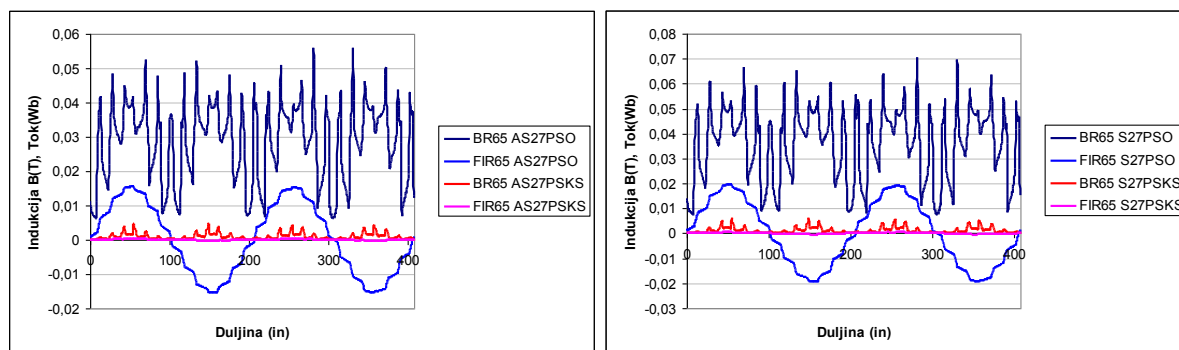 0,06
0,05
0,04
0,03
0,02
0,01
0
-0,01
-0,02
Indukcija B(T), Tok(Wb)
0 100 200 300 400
Duljina (in)
BR65 AS27PSO
FIR65 AS27PSO
BR65 AS27PSKS
FIR65 AS27PSKS
0,08
0,07
0,06
0,05
0,04
0,03
0,02
0,01
0
-0,01
-0,02
-0,03
Indukcija B(T), Tok(Wb)
0 100 200 300 400
Duljina (in)
BR65 S27PSO
FIR65 S27PSO
BR65 S27PSKS
FIR65 S27PSKS